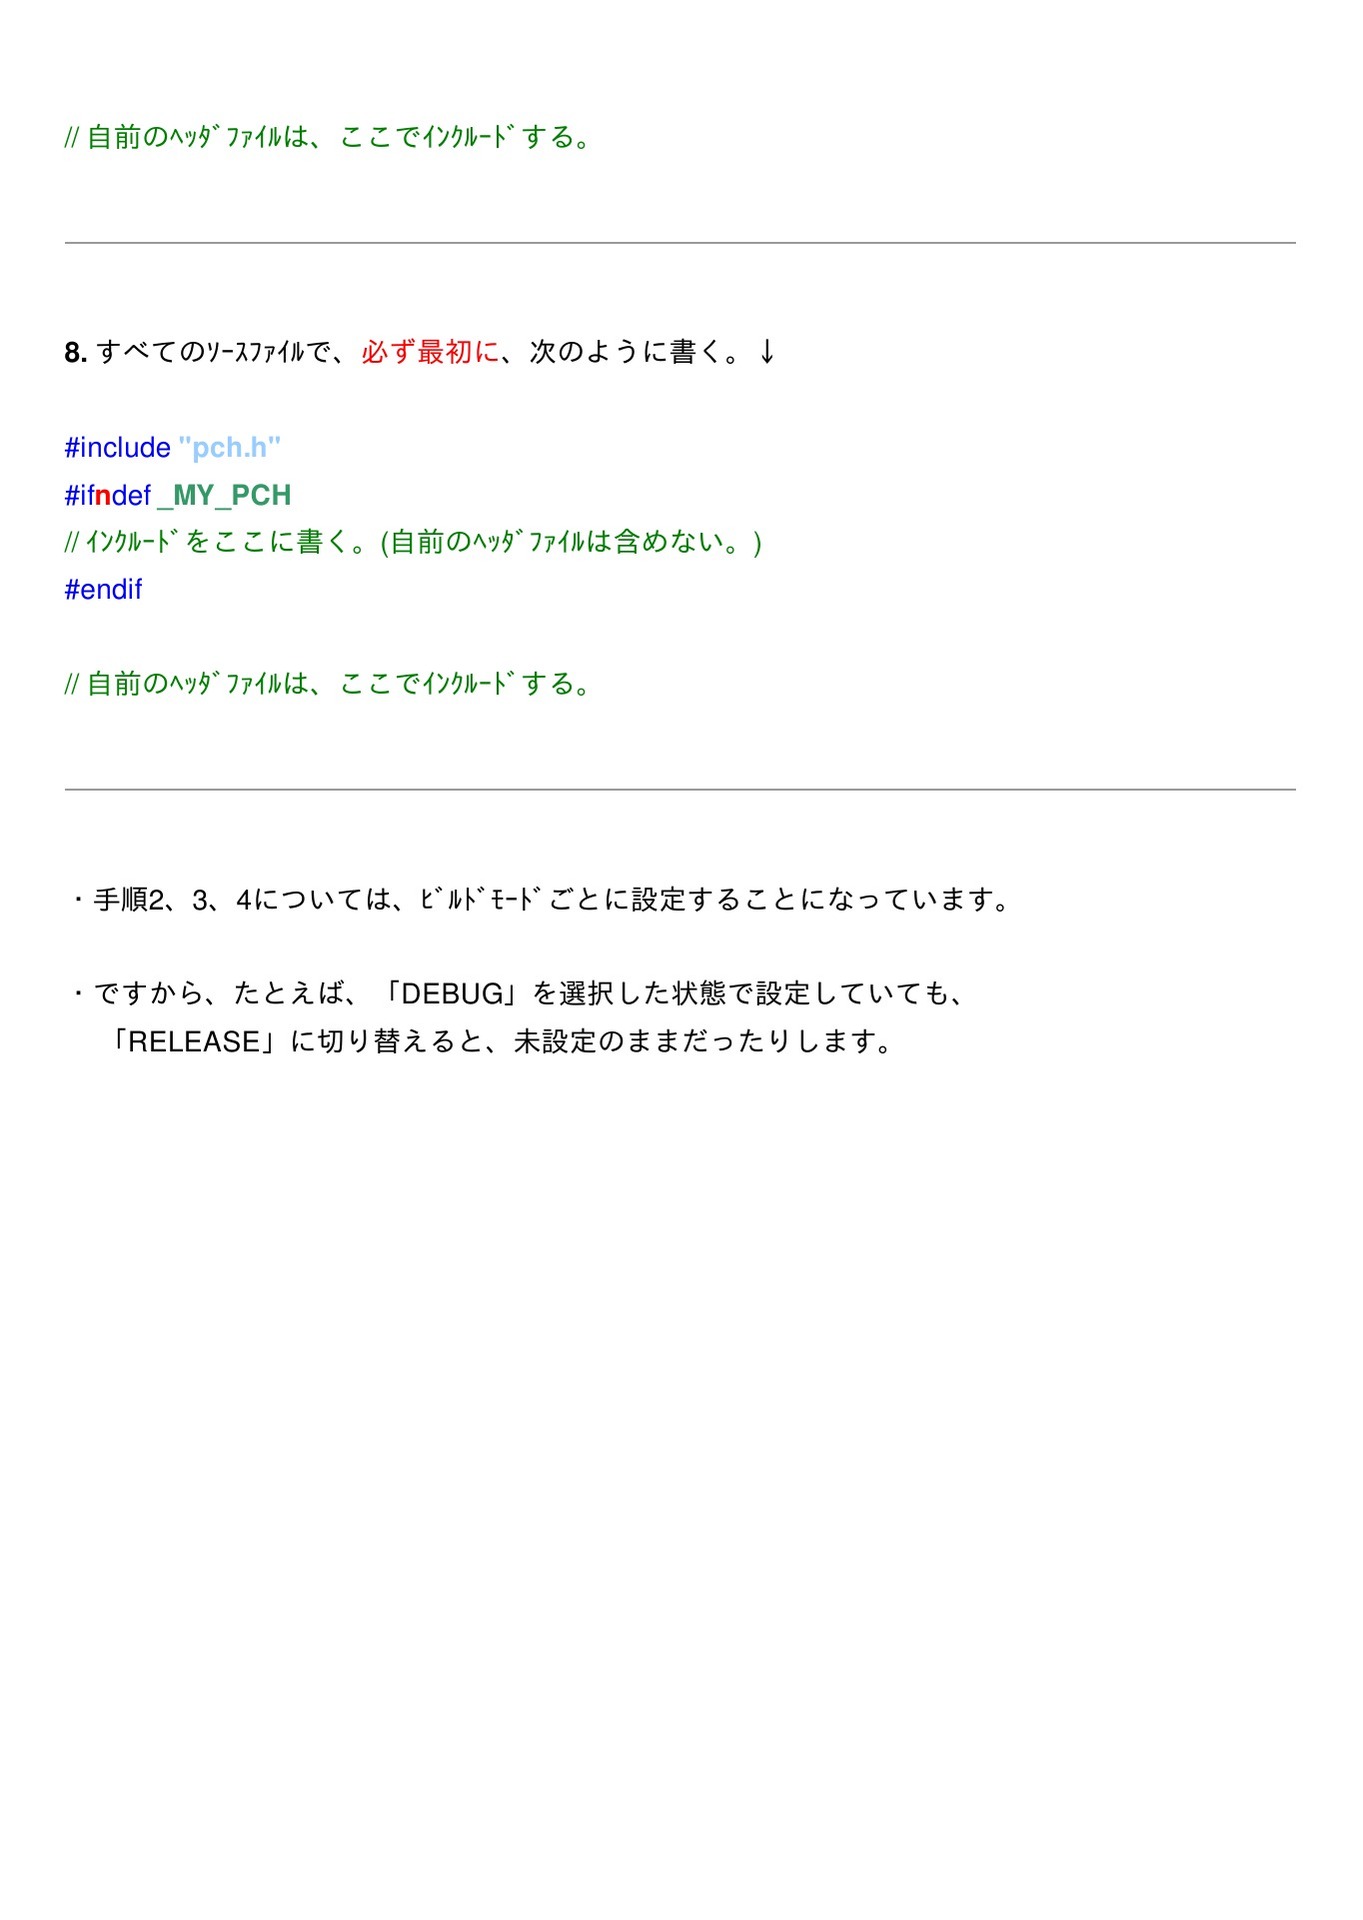 // 自前のﾍｯﾀﾞﾌｧｲﾙは、ここでｲﾝｸﾙｰﾄﾞする。
8. すべてのｿｰｽﾌｧｲﾙで、必ず最初に、次のように書く。↓
#include "pch.h"
#ifndef _MY_PCH
// ｲﾝｸﾙｰﾄﾞをここに書く。(自前のﾍｯﾀﾞﾌｧｲﾙは含めない。)
#endif
// 自前のﾍｯﾀﾞﾌｧｲﾙは、ここでｲﾝｸﾙｰﾄﾞする。
・手順2、3、4については、ﾋﾞﾙﾄﾞﾓｰﾄﾞごとに設定することになっています。
・ですから、たとえば、「DEBUG」を選択した状態で設定していても、
「RELEASE」に切り替えると、未設定のままだったりします。